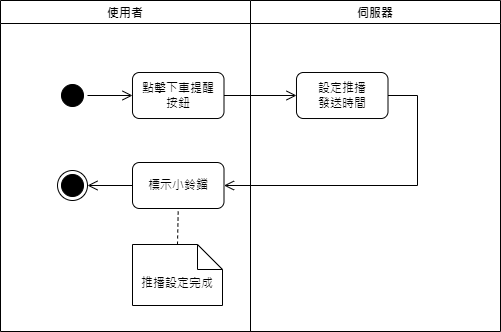 使用者
伺服器
點擊下車提醒
按鈕
設定推播
發送時間
標示小鈴鐺
推播設定完成